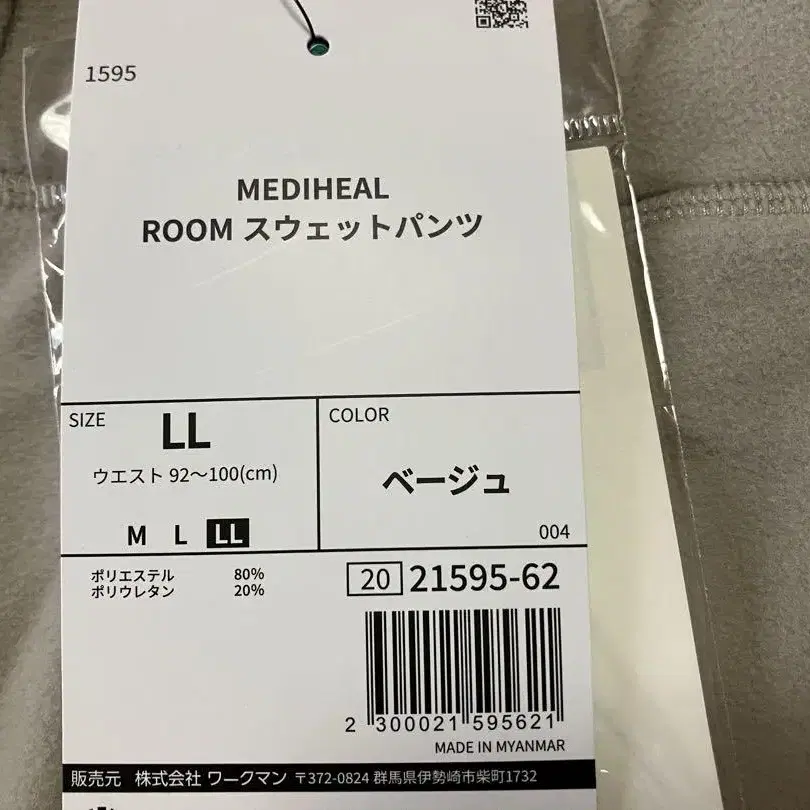 1595
MEDIHEAL
ROOM スウェットパンツ
SIZE
LL
ウエスト 92〜100(cm)
M L LL
COLOR
ベージュ
004
ポリエステル 80%
ポリウレタン 20%
20 21595-62
2 300021 595621
MADE IN MYANMAR
販売元 株式会社 ワークマン 〒372-0824 群馬県伊勢崎市柴町1732